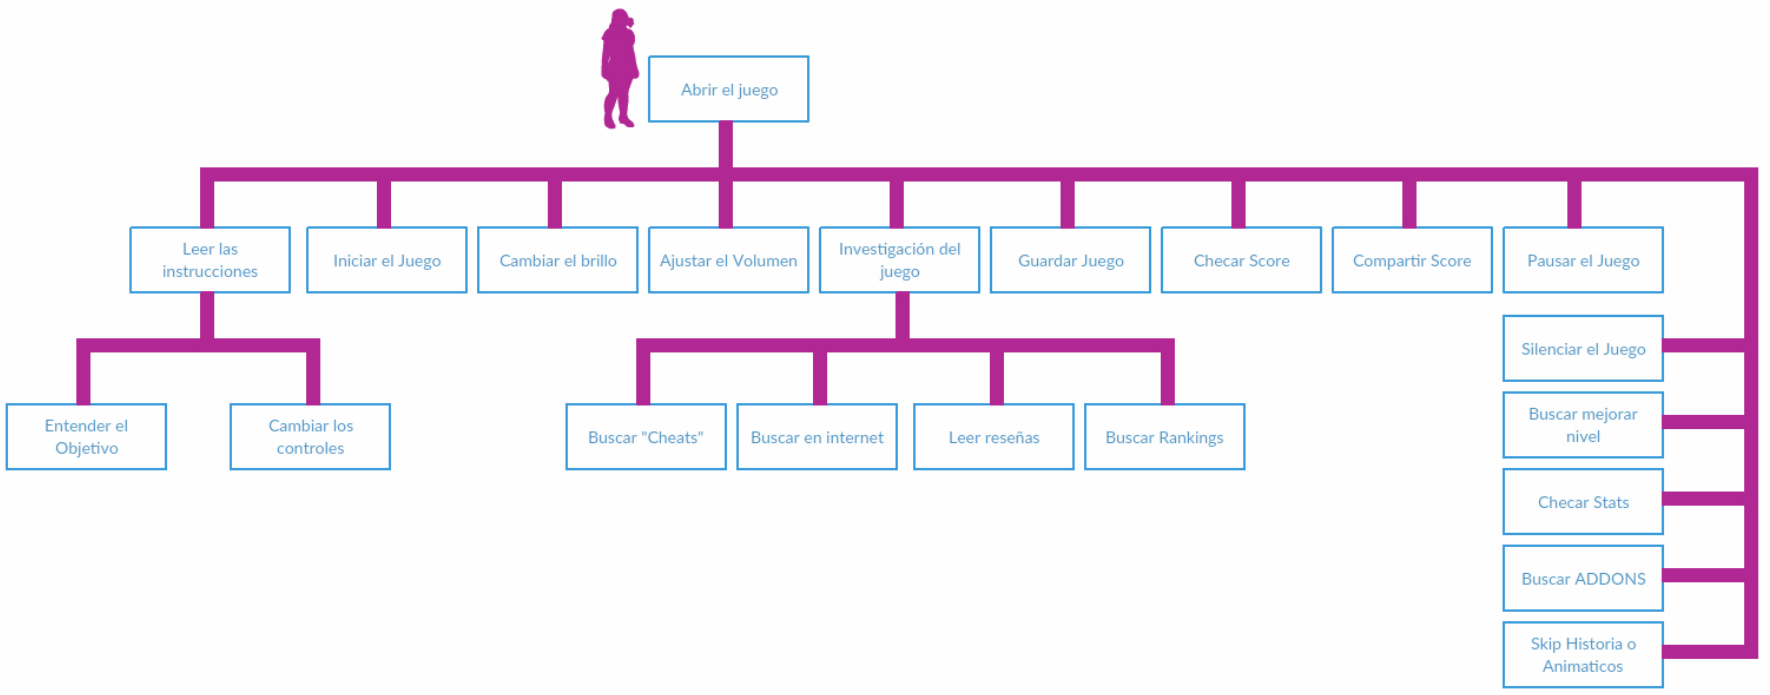 Abrir el juego
Leer las
instrucciones
Iniciar el Juego
Cambiar el brillo
Ajustar el Volumen
Investigación del
juego
Guardar Juego
Checar Score
Compartir Score
Pausar el Juego
Silenciar el Juego
Buscar mejorar
nivel
Checar Stats
Buscar ADDONS
Skip Historia o
Animaticos
Entender el
Objetivo
Cambiar los
controles
Buscar "Cheats"
Buscar en internet
Leer reseñas
Buscar Rankings